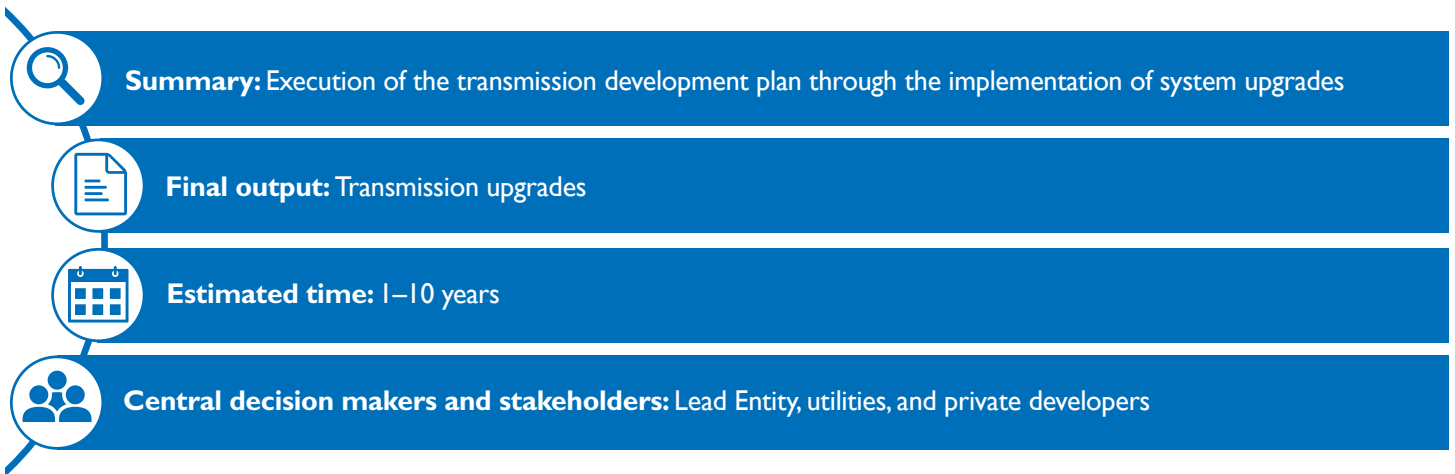 Summary: Execution of the transmission development plan through the implementation of system upgrades
Final output: Transmission upgrades
Estimated time: 1–10 years
Central decision makers and stakeholders: Lead Entity, utilities, and private developers